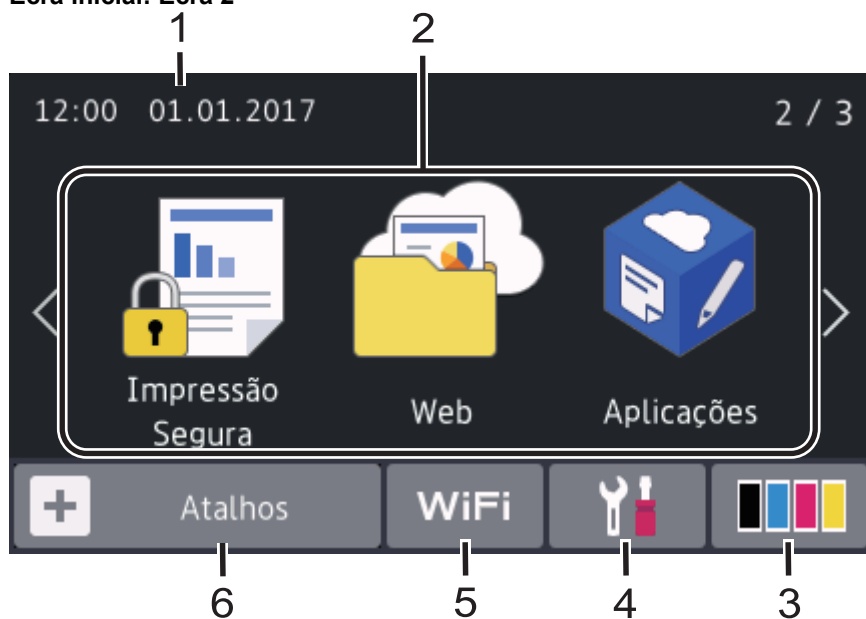 Ecrã inicial: Ecrã 2
1 2
12:00 01.01.2017 2 / 3
Impressão
Segura
Web
Aplicações
+ Atalhos WiFi
6 5 4 3